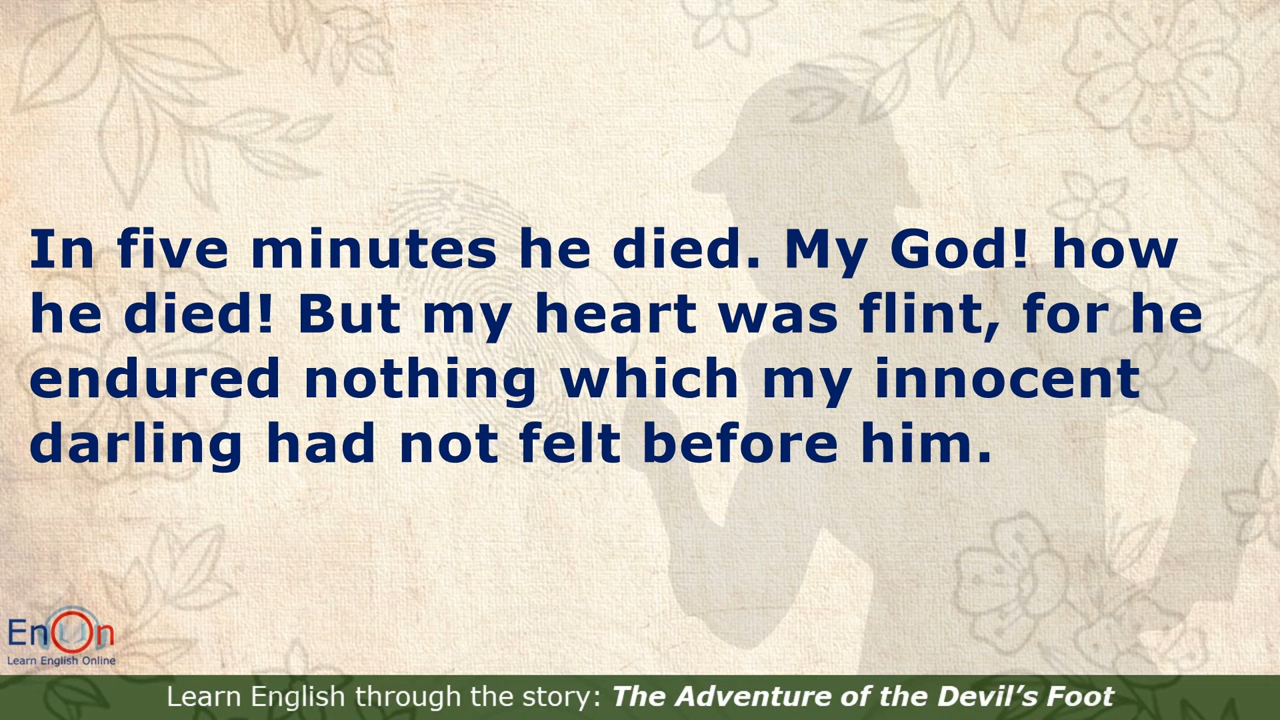 In five minutes he died. My God! how
he died! But my heart was flint, for he
endured nothing which my innocent
darling had not felt before him.
EnOn
Learn English Online
Learn English through the story: The Adventure of the Devil’s Foot